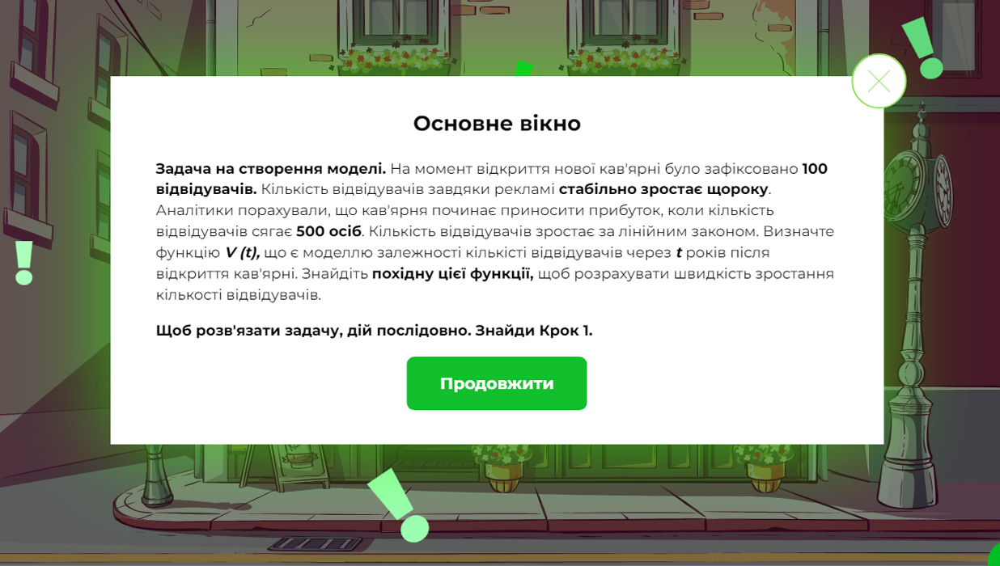 Основне вікно
Задача на створення моделі. На момент відкриття нової кав'ярні було зафіксовано 100
відвідувачів. Кількість відвідувачів завдяки рекламі стабільно зростає щороку.
Аналітики порахували, що кав'ярня починає приносити прибуток, коли кількість
відвідувачів сягає 500 осіб. Кількість відвідувачів зростає за лінійним законом. Визначте
функцію V (t), що є моделлю залежності кількісті відвідувачів через t років після
відкриття кав'ярні. Знайдіть похідну цієї функції, щоб розрахувати швидкість зростання
кількості відвідувачів.
Щоб розв'язати задачу, дій послідовно. Знайди Крок 1.
Продовжити